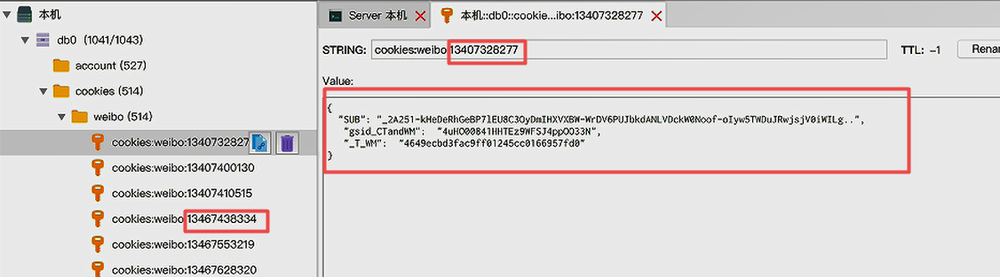 本机
db0 (1041/1043)
account (527)
cookies (514)
weibo (514)
cookies:weibo:1340732827
cookies:weibo:13407400130
cookies:weibo:13407410515
cookies:weibo:13467438334
cookies:weibo:13467553219
cookies:weibo:13467628320
Server 本机
本机::db0::cookie...ibo:13407328277
STRING: cookies:weibo:13407328277 TTL: -1 Renam
Value:
{
"SUB": "_2A251-kHeDeRhGeBP7lEU8C3OyDmIHXVXBW-WrDV6PUJbkdANLVDckW0Noof-oIyw5TWDuJRwjsjV0iWILg..",
"gsid_CTandWM": "4uHO00841HHTEz9WFSJ4ppOO33N",
"_T_WM": "4649ecbd3fac9ff01245cc0166957fd0"
}